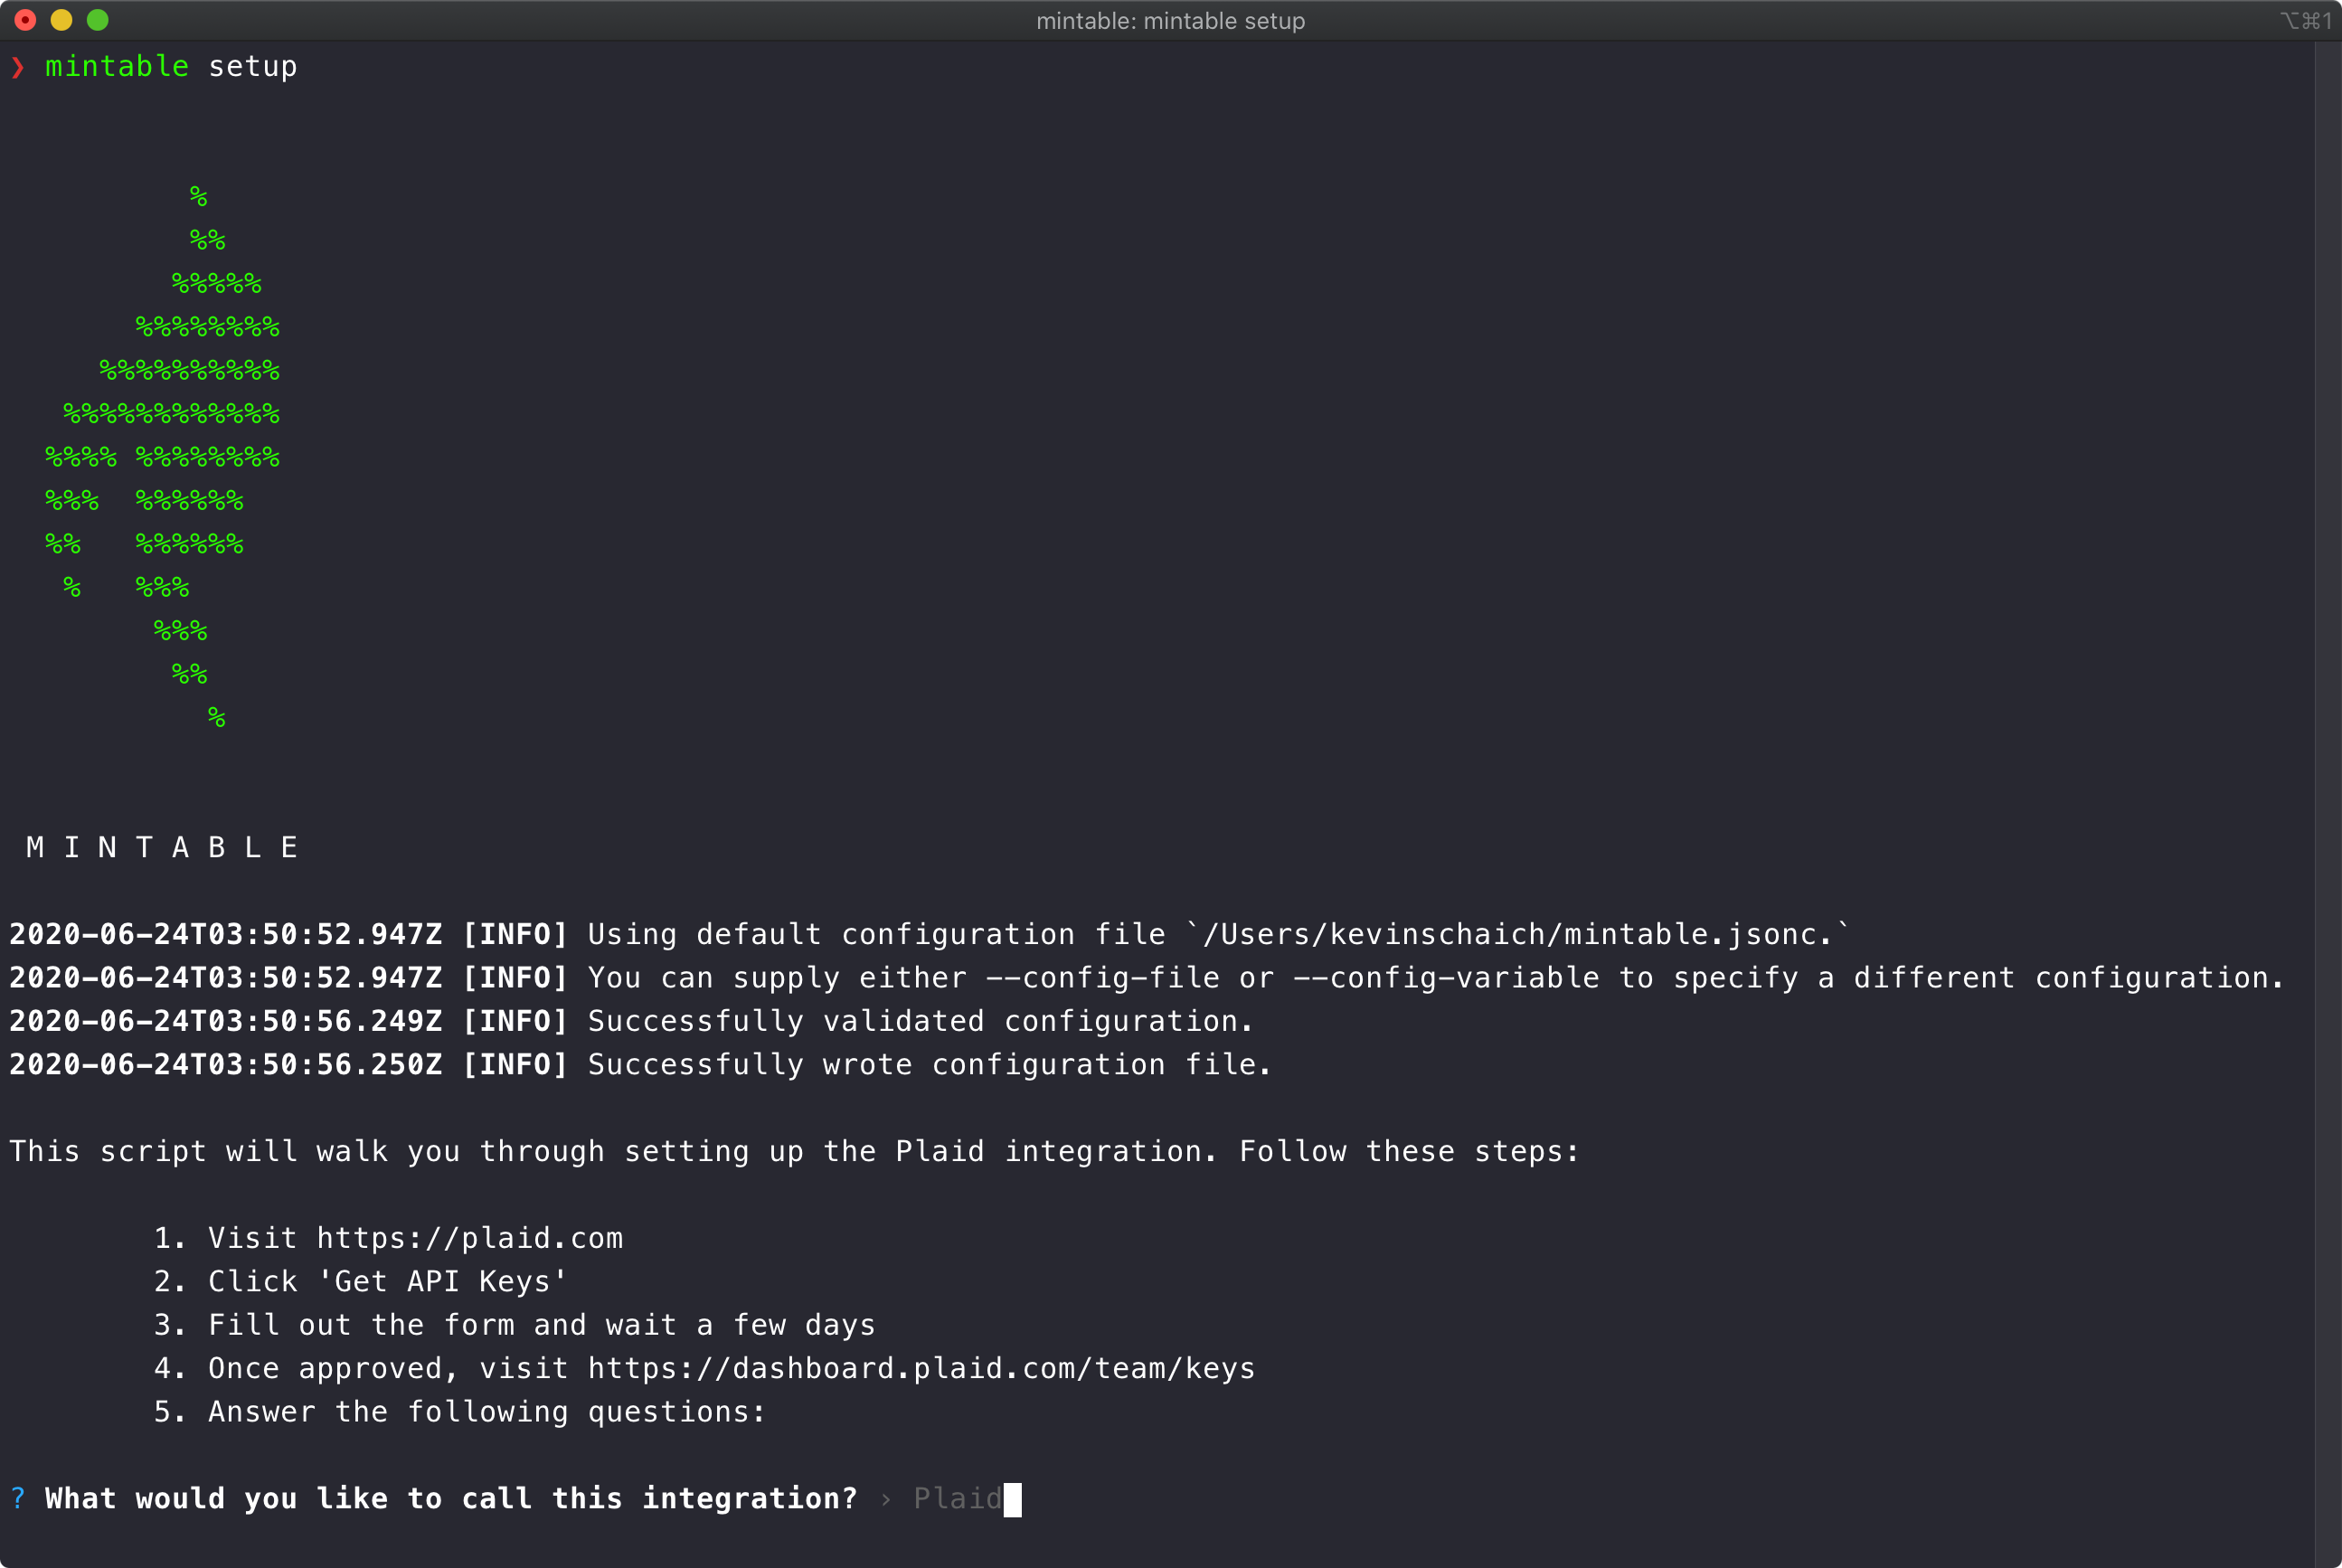 mintable: mintable setup
⌥⌘1
❯ mintable setup
%
%%
%%%%%
%%%%%%%%
%%%%%%%%%%
%%%%%%%%%%%%
%%%% %%%%%%%%
%%%  %%%%%%
%%   %%%%%%
%   %%%
%%%
%%
%
M I N T A B L E
2020-06-24T03:50:52.947Z [INFO] Using default configuration file `/Users/kevinschaich/mintable.jsonc.`
2020-06-24T03:50:52.947Z [INFO] You can supply either --config-file or --config-variable to specify a different configuration.
2020-06-24T03:50:56.249Z [INFO] Successfully validated configuration.
2020-06-24T03:50:56.250Z [INFO] Successfully wrote configuration file.
This script will walk you through setting up the Plaid integration. Follow these steps:
1. Visit https://plaid.com
2. Click 'Get API Keys'
3. Fill out the form and wait a few days
4. Once approved, visit https://dashboard.plaid.com/team/keys
5. Answer the following questions:
? What would you like to call this integration? › Plaid